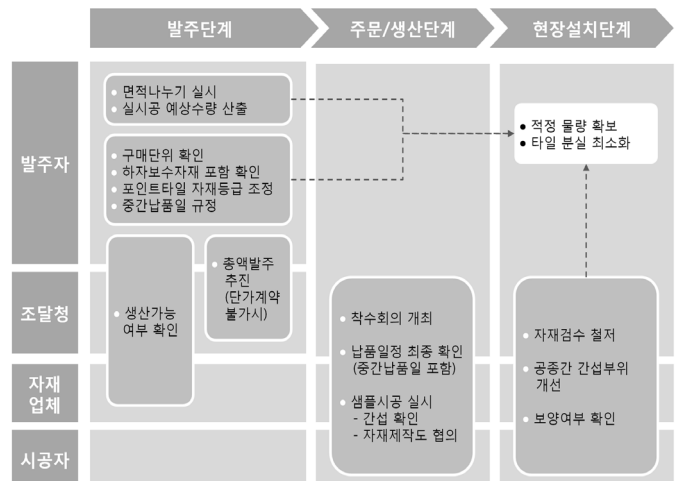 발주단계
주문/생산단계
현장설치단계
발주자
• 면적나누기 실시
• 실시공 예상수량 산출
• 구매단위 확인
• 하자보수자재 포함 확인
• 포인트타일 자재등급 조정
• 중간납품일 규정
• 적정 물량 확보
• 타일 분실 최소화
조달청
• 생산가능
여부 확인
• 총액발주
추진
(단가계약
불가시)
• 착수회의 개최
• 납품일정 최종 확인
(중간납품일 포함)
• 샘플시공 실시
- 간섭 확인
- 자재제작도 협의
• 자재검수 철저
• 공종간 간섭부위
개선
• 보양여부 확인
자재
업체
시공자